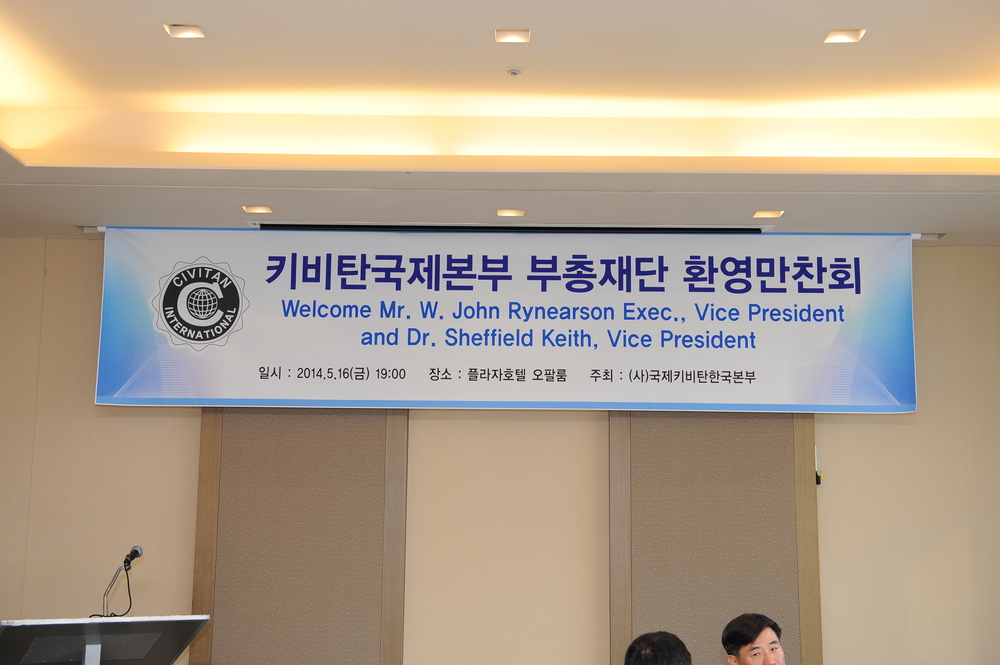 CIVITAN
INTERNATIONAL
키비탄국제본부 부총재단 환영만찬회
Welcome Mr. W. John Rynearson Exec., Vice President
and Dr. Sheffield Keith, Vice President
일시 : 2014.5.16(금) 19:00 장소 : 플라자호텔 오팔룸 주최 : (사)국제키비탄한국본부